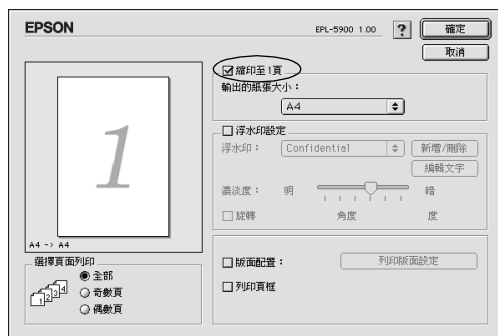 EPSON
EPL-5900 1.00
?
確定
取消
縮印至1頁
輸出的紙張大小：
A4
浮水印設定
浮水印：
Confidential
新增/刪除
編輯文字
濃淡度：
明
暗
旋轉
角度
度
1
A4 -> A4
選擇頁面列印
1
2
3
4
全部
奇數頁
偶數頁
版面配置：
列印版面設定
列印頁框